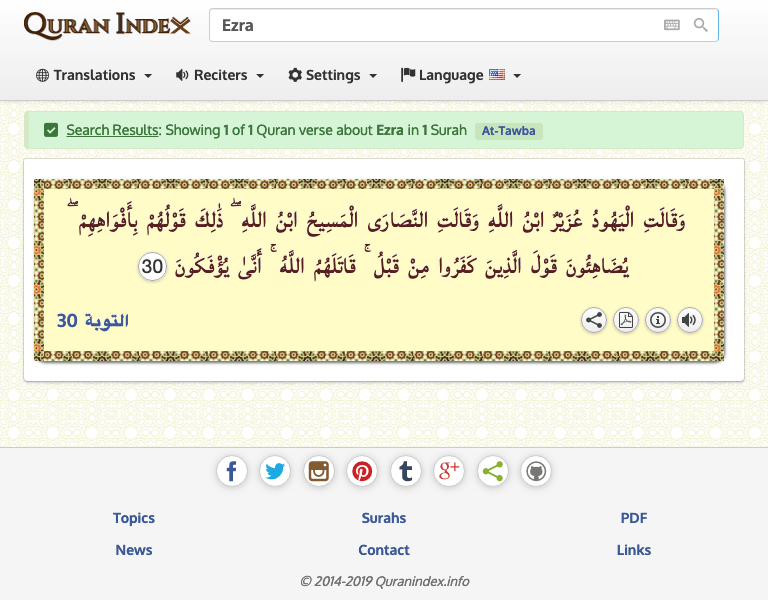 QURAN INDEX
Ezra
Translations
Reciters
Settings
Language
Search Results: Showing 1 of 1 Quran verse about Ezra in 1 Surah At-Tawba
وَقَالَتِ الْيَهُودُ عُزَيْرٌ ابْنُ اللَّهِ وَقَالَتِ النَّصَارَى الْمَسِيحُ ابْنُ اللَّهِ ۖ ذَٰلِكَ قَوْلُهُمْ بِأَفْوَاهِهِمْ ۖ
يُضَاهِئُونَ قَوْلَ الَّذِينَ كَفَرُوا مِنْ قَبْلُ ۚ قَاتَلَهُمُ اللَّهُ ۚ أَنَّىٰ يُؤْفَكُونَ 30
التوبة 30
Topics
Surahs
PDF
News
Contact
Links
© 2014-2019 Quranindex.info